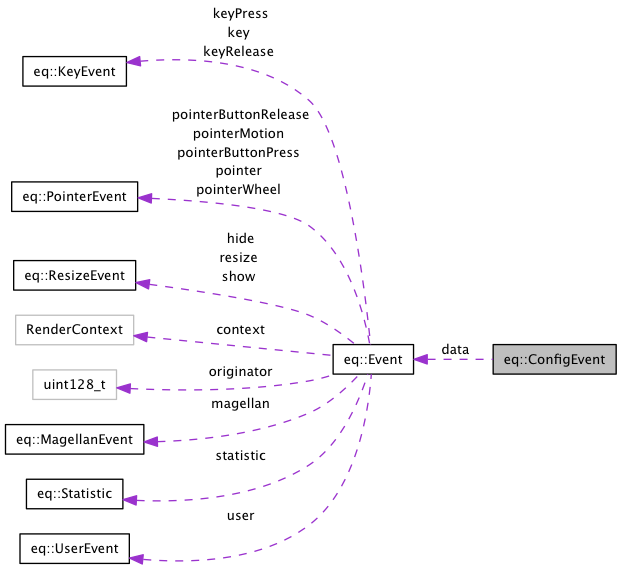 keyPress
key
keyRelease
eq::KeyEvent
pointerButtonRelease
pointerMotion
pointerButtonPress
pointer
pointerWheel
eq::PointerEvent
hide
resize
show
eq::ResizeEvent
RenderContext
context
eq::Event
data
eq::ConfigEvent
originator
uint128_t
magellan
eq::MagellanEvent
statistic
eq::Statistic
user
eq::UserEvent